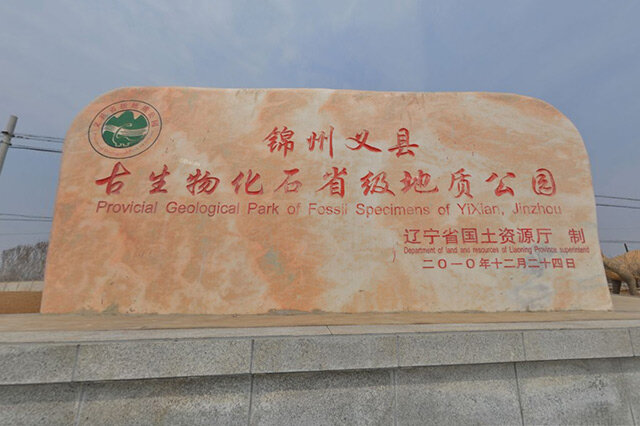 锦州义县
古生物化石省级地质公园
Provicial Geological Park of Fossil Specimens of YiXian, Jinzhou
辽宁省国土资源厅 制
Department of land and resources of Liaoning Province superintend
二〇一〇年十二月二十四日